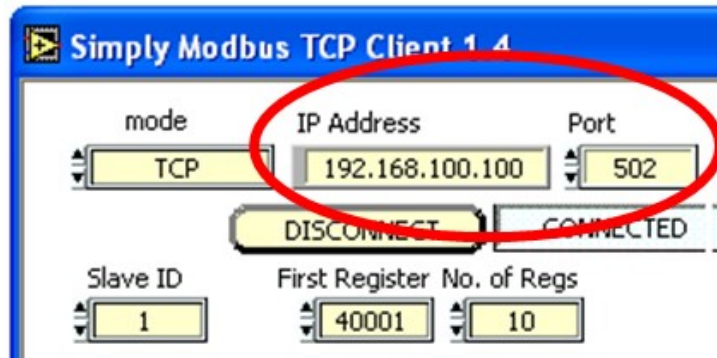 Simply Modbus TCP Client 1.4
mode IP Address Port
TCP 192.168.100.100 502
DISCONNECT CONNECTED
Slave ID First Register No. of Regs
1 40001 10